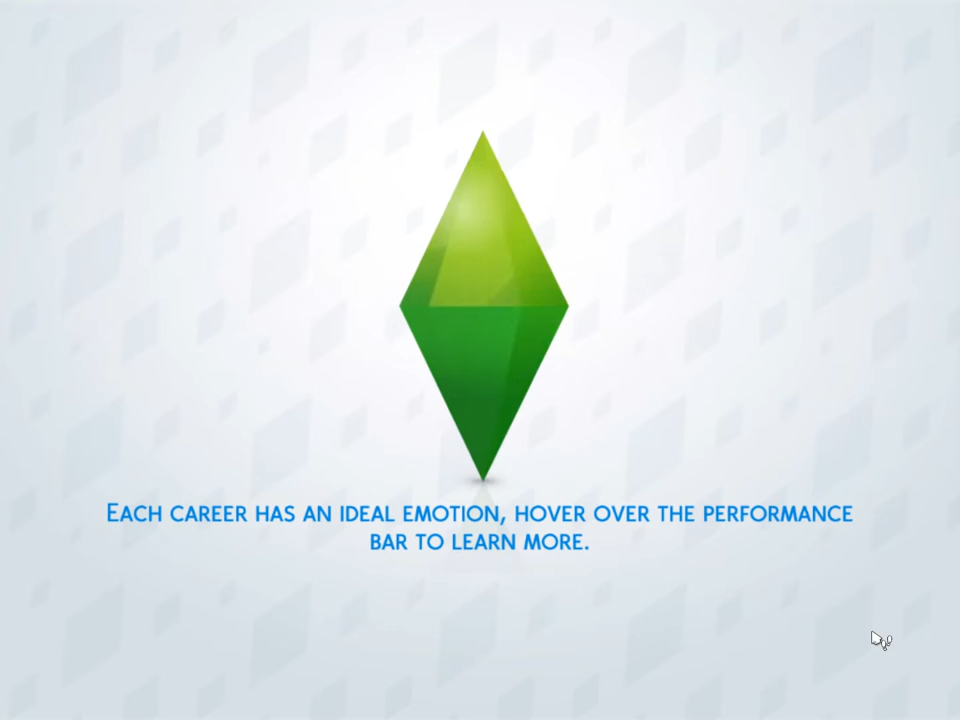 Each career has an ideal emotion, hover over the performance
bar to learn more.